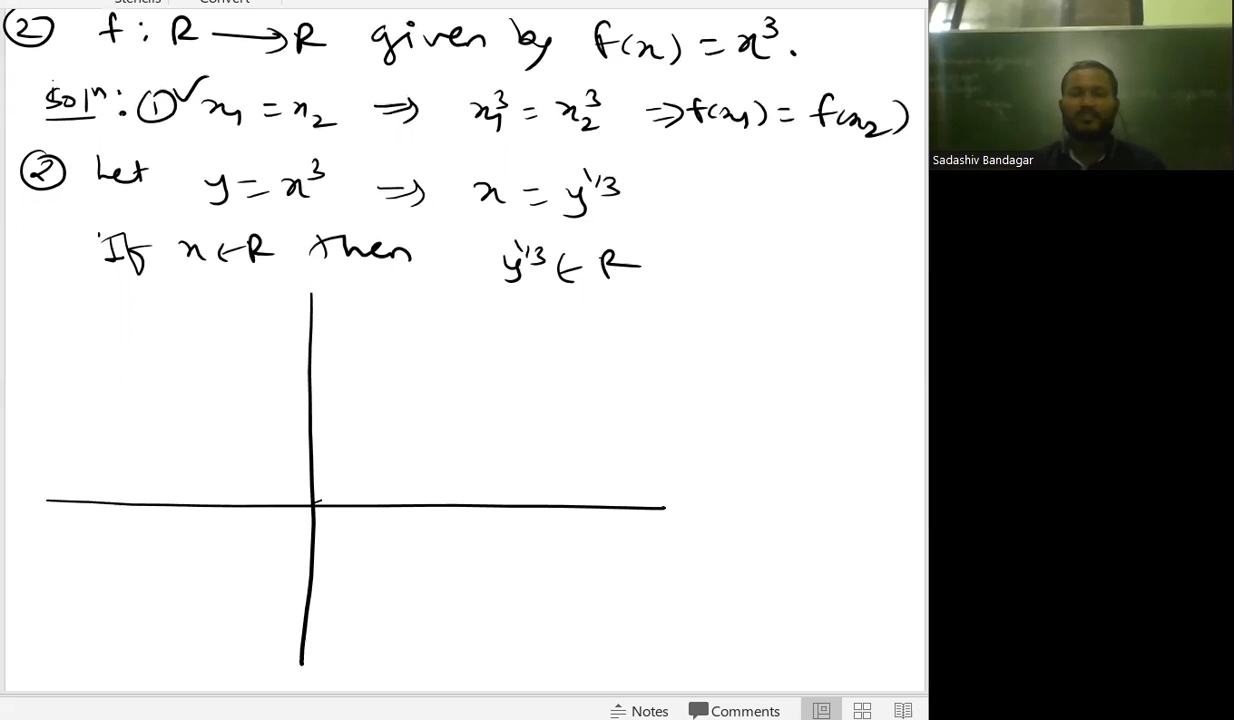 ② f : R ⟶ R given by f(x) = x³.
Solⁿ : ①✓ x₁ = x₂ ⇒ x₁³ = x₂³ ⇒ f(x₁) = f(x₂)
② Let y = x³ ⇒ x = y^1/3
If x ∈ R then y^1/3 ∈ R
Sadashiv Bandagar
Notes Comments